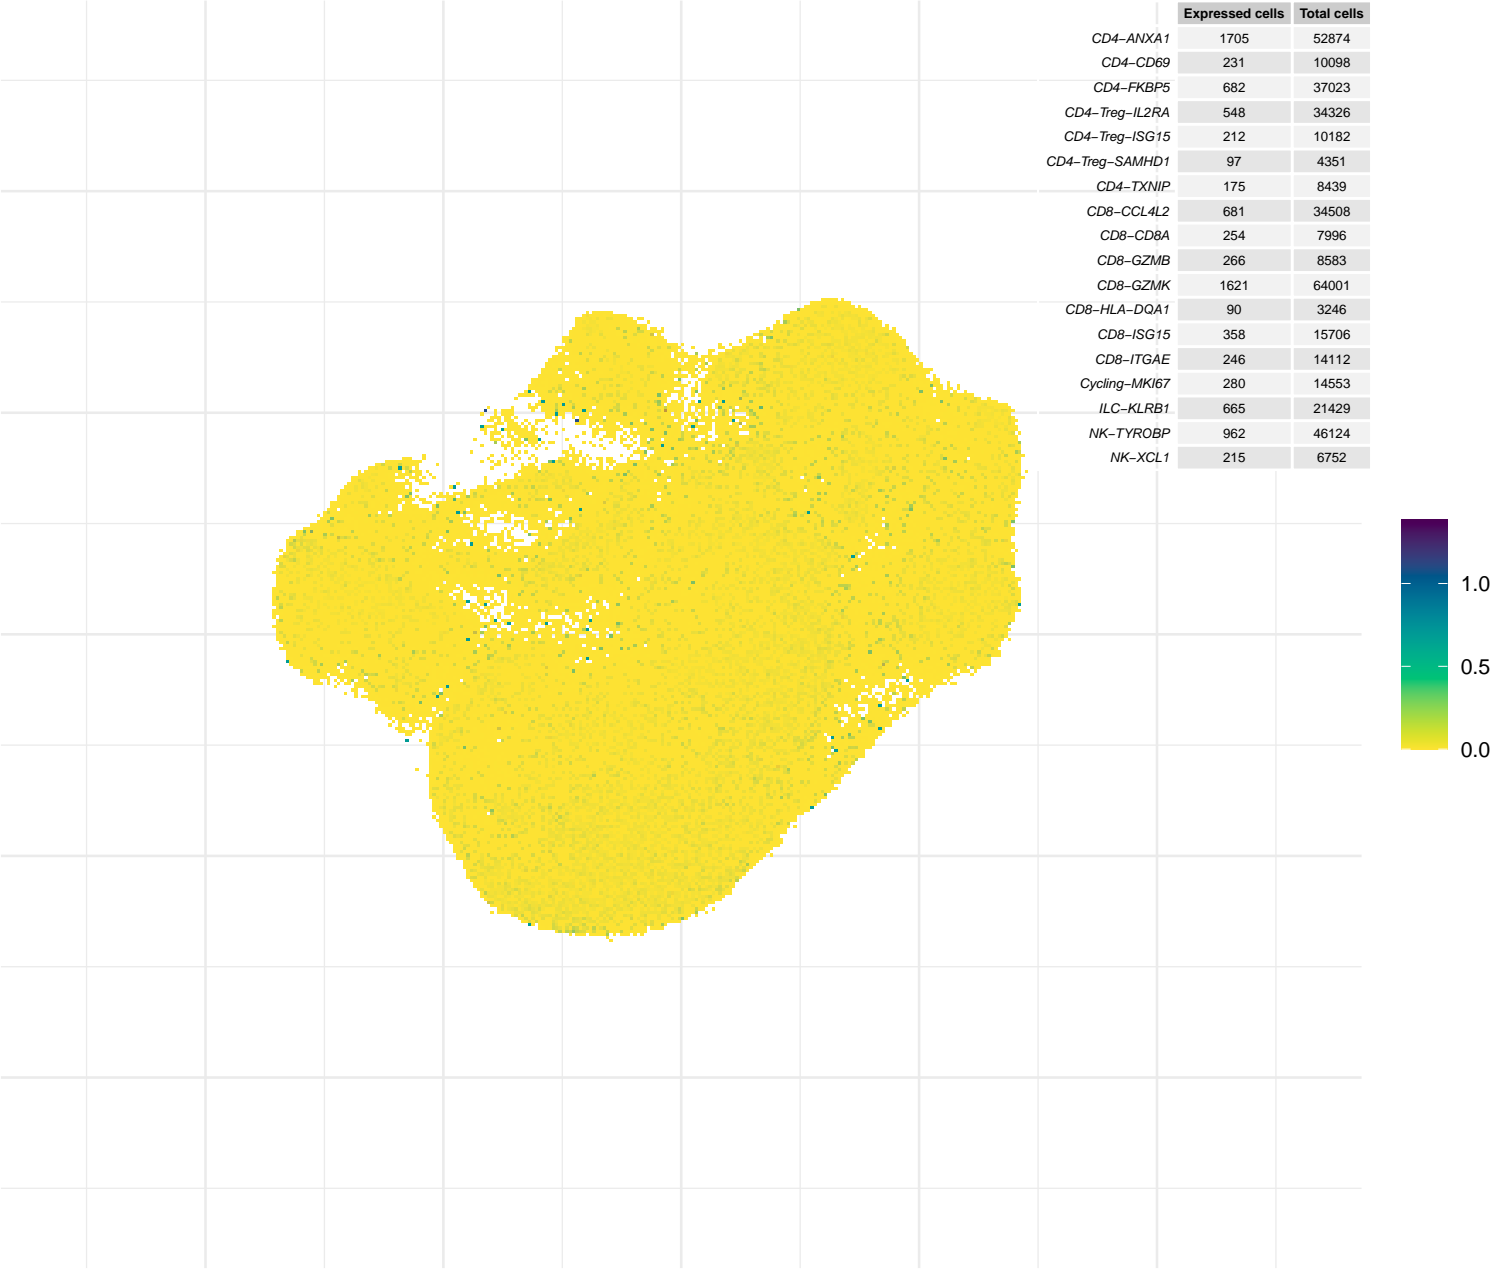 Expressed cells Total cells
CD4−ANXA1 1705 52874
CD4−CD69 231 10098
CD4−FKBP5 682 37023
CD4−Treg−IL2RA 548 34326
CD4−Treg−ISG15 212 10182
CD4−Treg−SAMHD1 97 4351
CD4−TXNIP 175 8439
CD8−CCL4L2 681 34508
CD8−CD8A 254 7996
CD8−GZMB 266 8583
CD8−GZMK 1621 64001
CD8−HLA−DQA1 90 3246
CD8−ISG15 358 15706
CD8−ITGAE 246 14112
Cycling−MKI67 280 14553
ILC−KLRB1 665 21429
NK−TYROBP 962 46124
NK−XCL1 215 6752
1.0
0.5
0.0